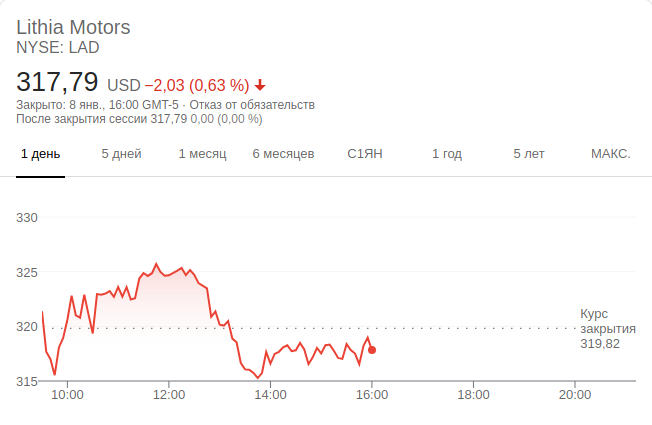 Lithia Motors
NYSE: LAD
317,79 USD −2,03 (0,63 %)
Закрыто: 8 янв., 16:00 GMT-5 · Отказ от обязательств
После закрытия сессии 317,79 0,00 (0,00 %)
1 день 5 дней 1 месяц 6 месяцев С1ЯН 1 год 5 лет МАКС.
330
325
320
315
Курс
закрытия
319,82
10:00 12:00 14:00 16:00 18:00 20:00